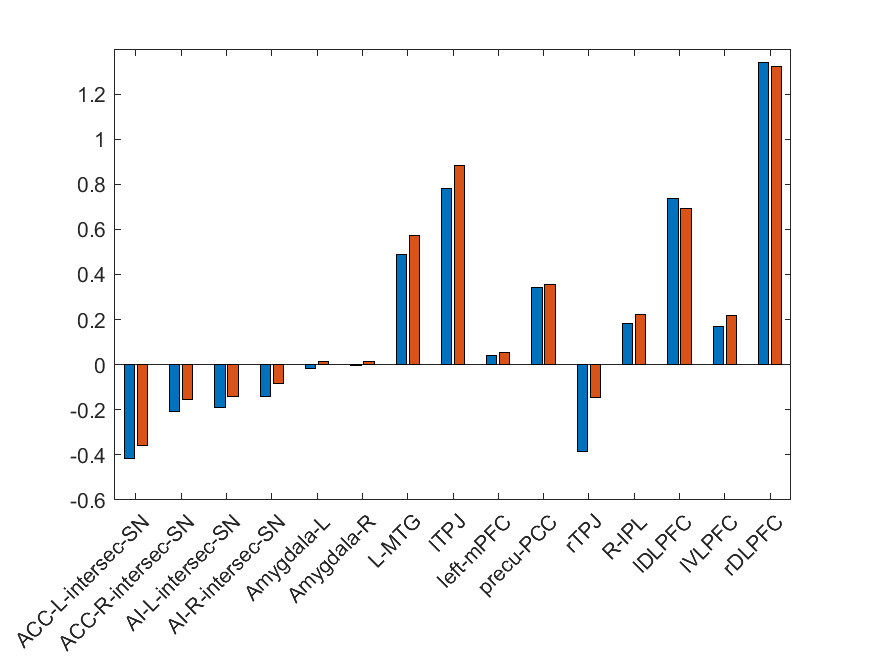 1.2
1
0.8
0.6
0.4
0.2
0
-0.2
-0.4
-0.6
ACC-L-intersec-SN
ACC-R-intersec-SN
AI-L-intersec-SN
AI-R-intersec-SN
Amygdala-L
Amygdala-R
L-MTG
lTPJ
left-mPFC
precu-PCC
rTPJ
R-IPL
lDLPFC
lVLPFC
rDLPFC